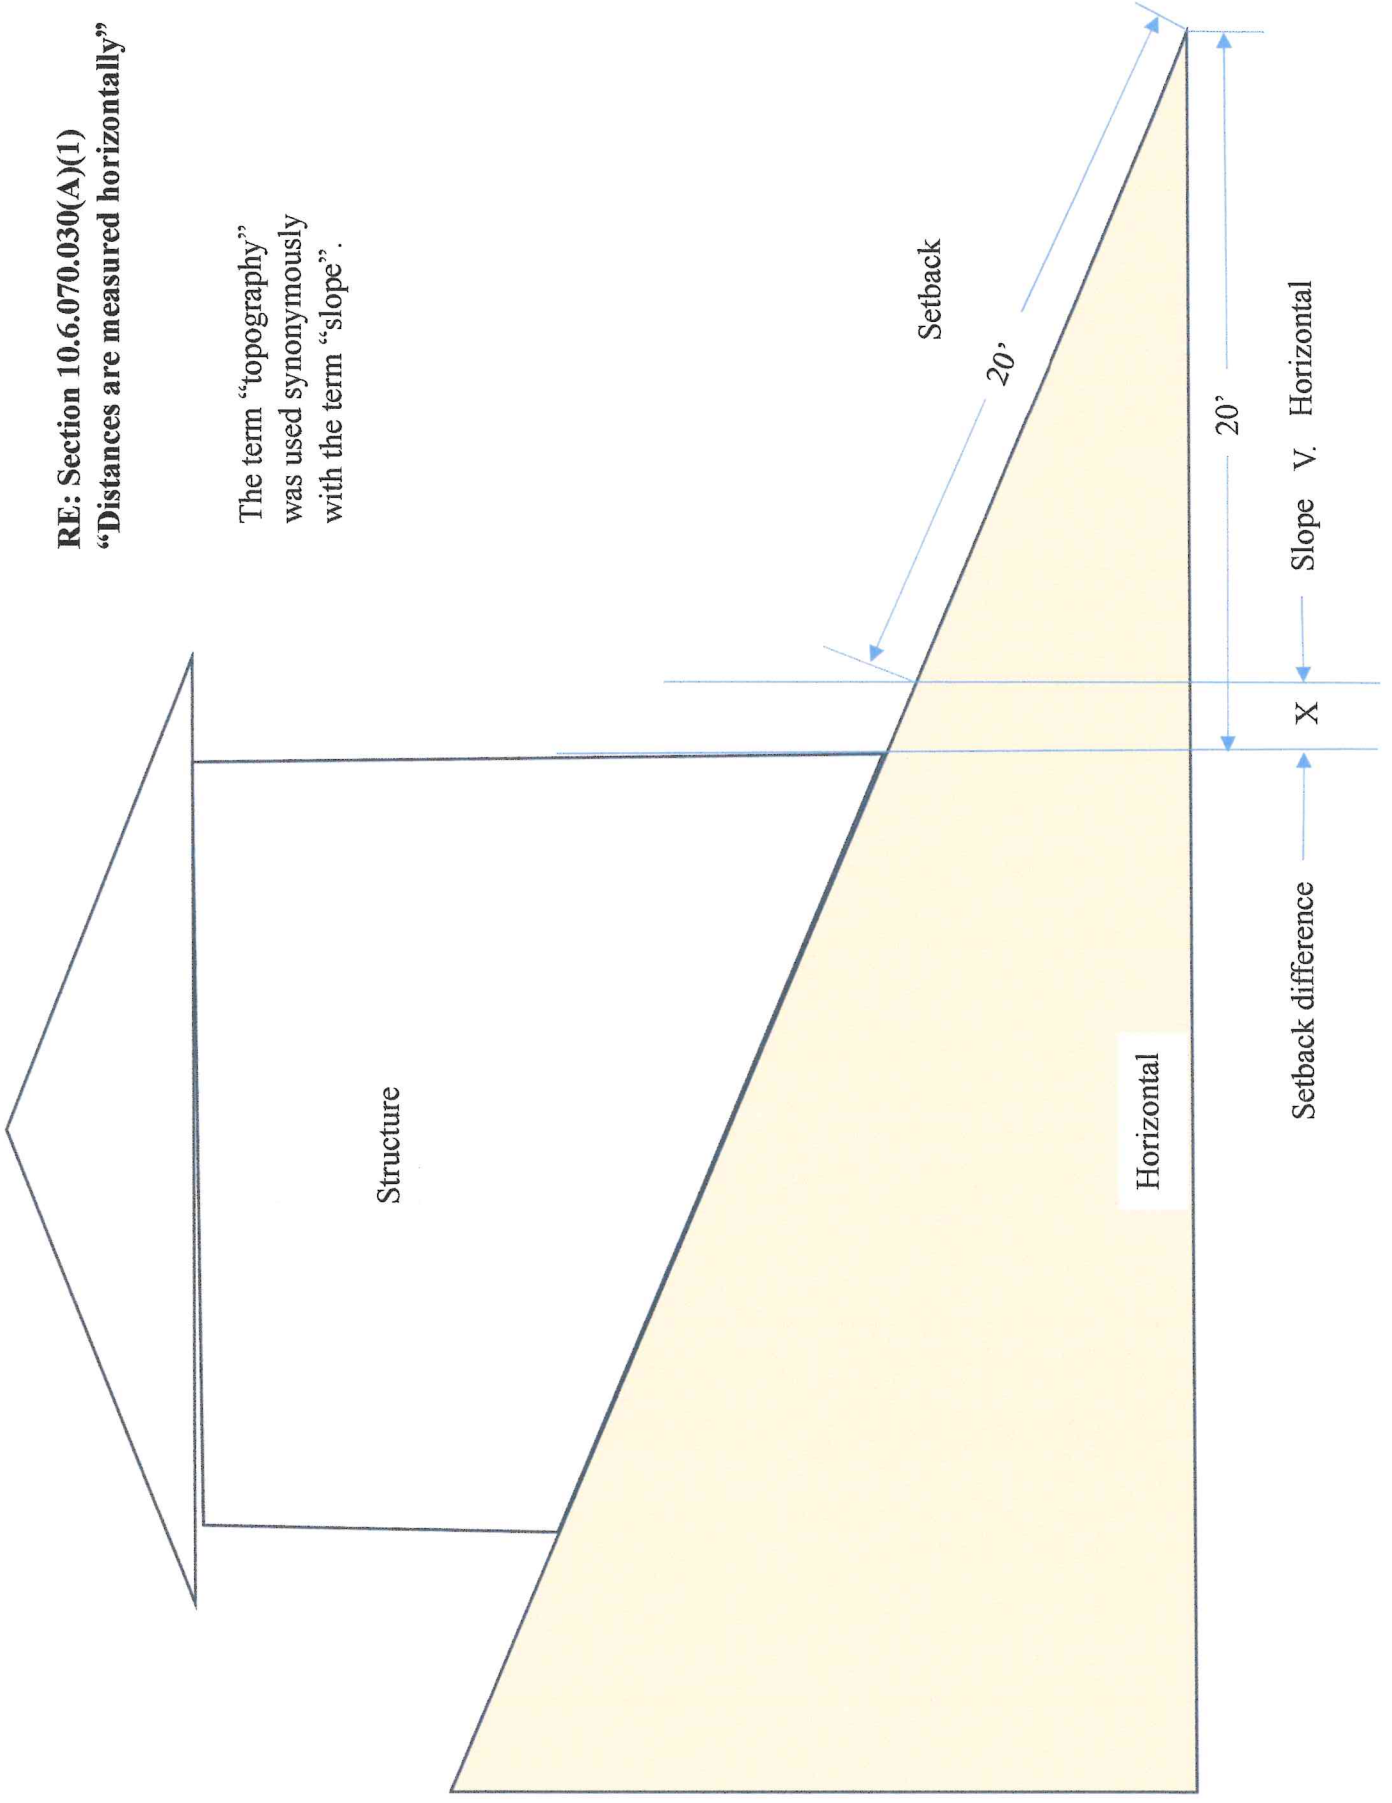 RE: Section 10.6.070.030(A)(1)
“Distances are measured horizontally”
The term “topography”
was used synonymously
with the term “slope”.
Structure
Setback
20’
20’
Horizontal
Setback difference
X
Slope V. Horizontal